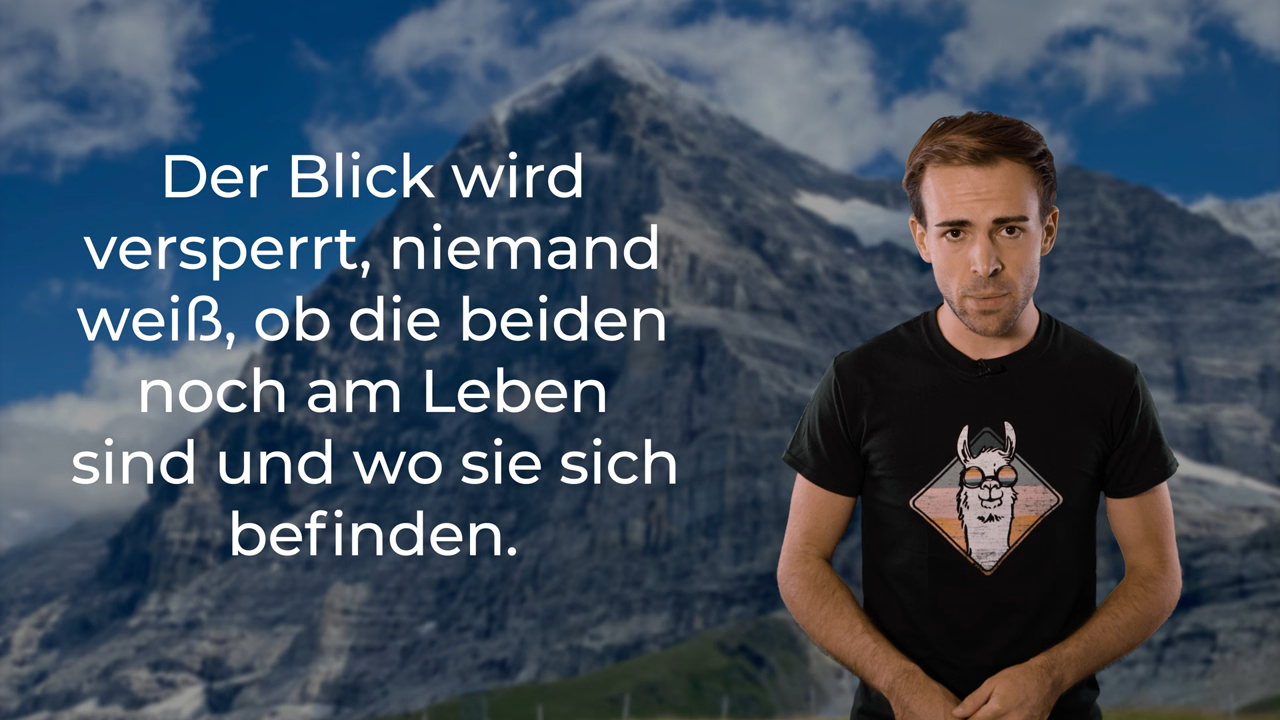 Der Blick wird
versperrt, niemand
weiß, ob die beiden
noch am Leben
sind und wo sie sich
befinden.